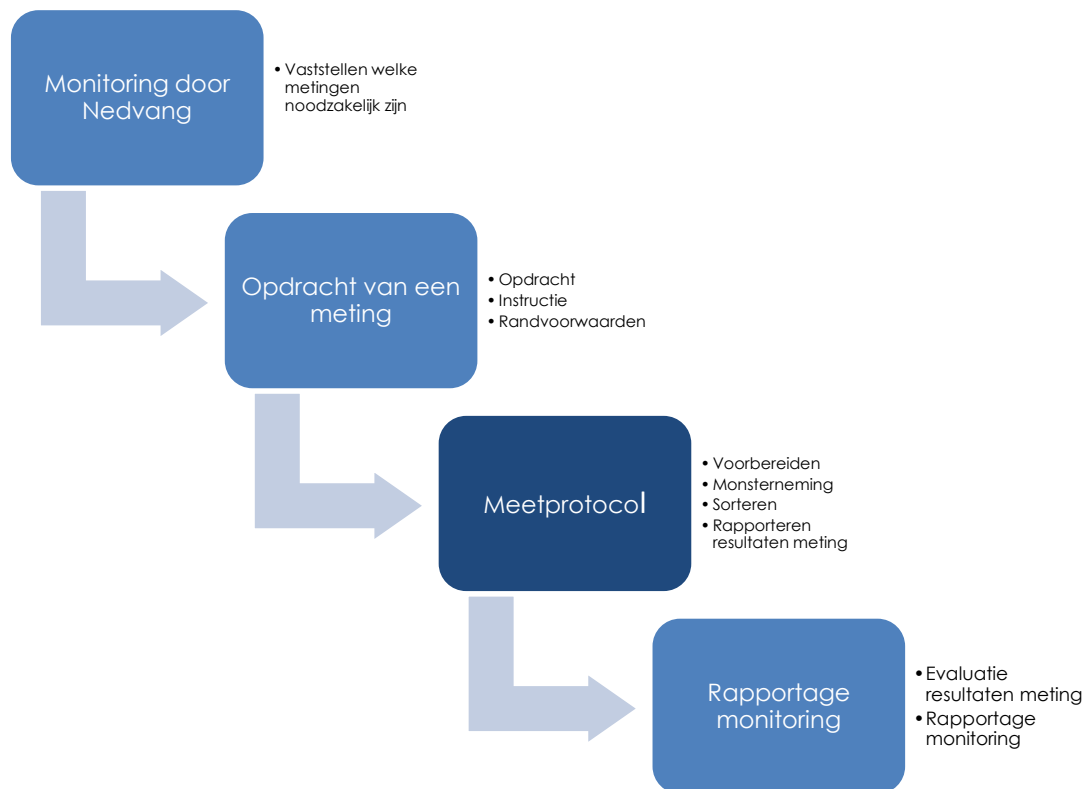 Monitoring door
Nedvang
• Vaststellen welke
metingen
noodzakelijk zijn
Opdracht van een
meting
• Opdracht
• Instructie
• Randvoorwaarden
Meetprotocol
• Voorbereiden
• Monsterneming
• Sorteren
• Rapporteren
resultaten meting
Rapportage
monitoring
• Evaluatie
resultaten meting
• Rapportage
monitoring